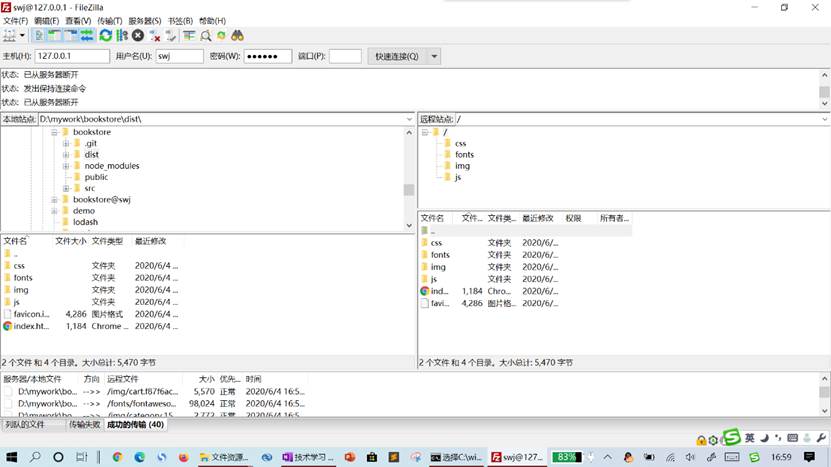 swj@127.0.0.1 - FileZilla
文件(F) 编辑(E) 查看(V) 传输(T) 服务器(S) 书签(B) 帮助(H)
主机(H): 127.0.0.1 用户名(U): swj 密码(W): ●●●●●● 端口(P): 快速连接(Q)
状态: 已从服务器断开
状态: 发出保持连接命令
状态: 已从服务器断开
本地站点: D:\mywork\bookstore\dist\
bookstore
.git
dist
node_modules
public
src
bookstore@swj
demo
lodash
文件名 文件大小 文件类型 最近修改
..
css 文件夹 2020/6/4 ...
fonts 文件夹 2020/6/4 ...
img 文件夹 2020/6/4 ...
js 文件夹 2020/6/4 ...
favicon.i... 4,286 图片格式 2020/6/4 ...
index.ht... 1,184 Chrome ... 2020/6/4 ...
2 个文件 和 4 个目录。大小总计: 5,470 字节
远程站点: /
/
css
fonts
img
js
文件名 文件... 文件类... 最近修改 权限 所有者...
..
css 文件夹 2020/6/...
fonts 文件夹 2020/6/...
img 文件夹 2020/6/...
js 文件夹 2020/6/...
ind... 1,184 Chro... 2020/6/...
favi... 4,286 图片格... 2020/6/...
2 个文件 和 4 个目录。大小总计: 5,470 字节
服务器/本地文件 方向 远程文件 大小 优先... 时间
D:\mywork\bo... -->> /img/cart.f87f6ac... 5,570 正常 2020/6/4 16:5...
D:\mywork\bo... -->> /fonts/fontaweso... 98,024 正常 2020/6/4 16:5...
D:\mywork\bo... -->> /img/category.15... 2,772 正常 2020/6/4 16:5...
列队的文件 传输失败 成功的传输 (40)
英
文件资源... 技术学习 ... 选择C:\wi... swj@127.... 83% 16:59